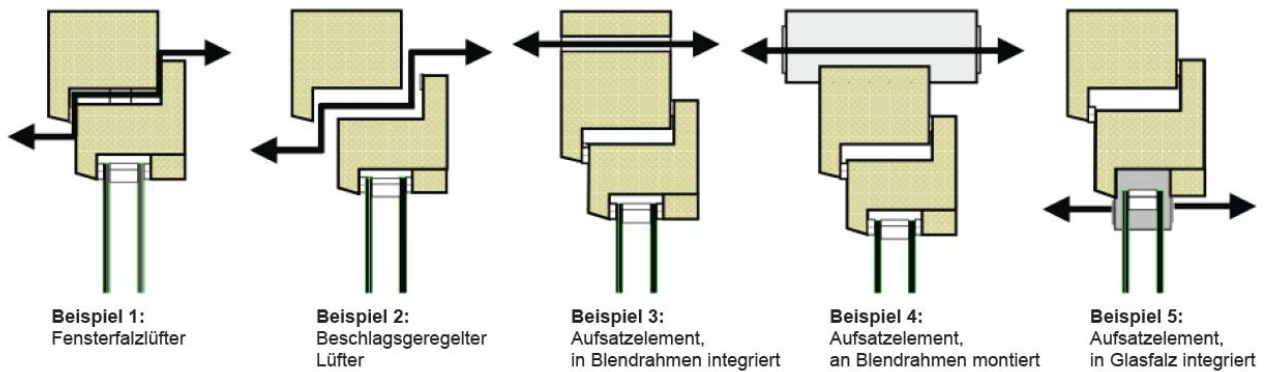 Beispiel 1:
Fensterfalzlüfter
Beispiel 2:
Beschlagsgeregelter
Lüfter
Beispiel 3:
Aufsatzelement,
in Blendrahmen integriert
Beispiel 4:
Aufsatzelement,
an Blendrahmen montiert
Beispiel 5:
Aufsatzelement,
in Glasfalz integriert